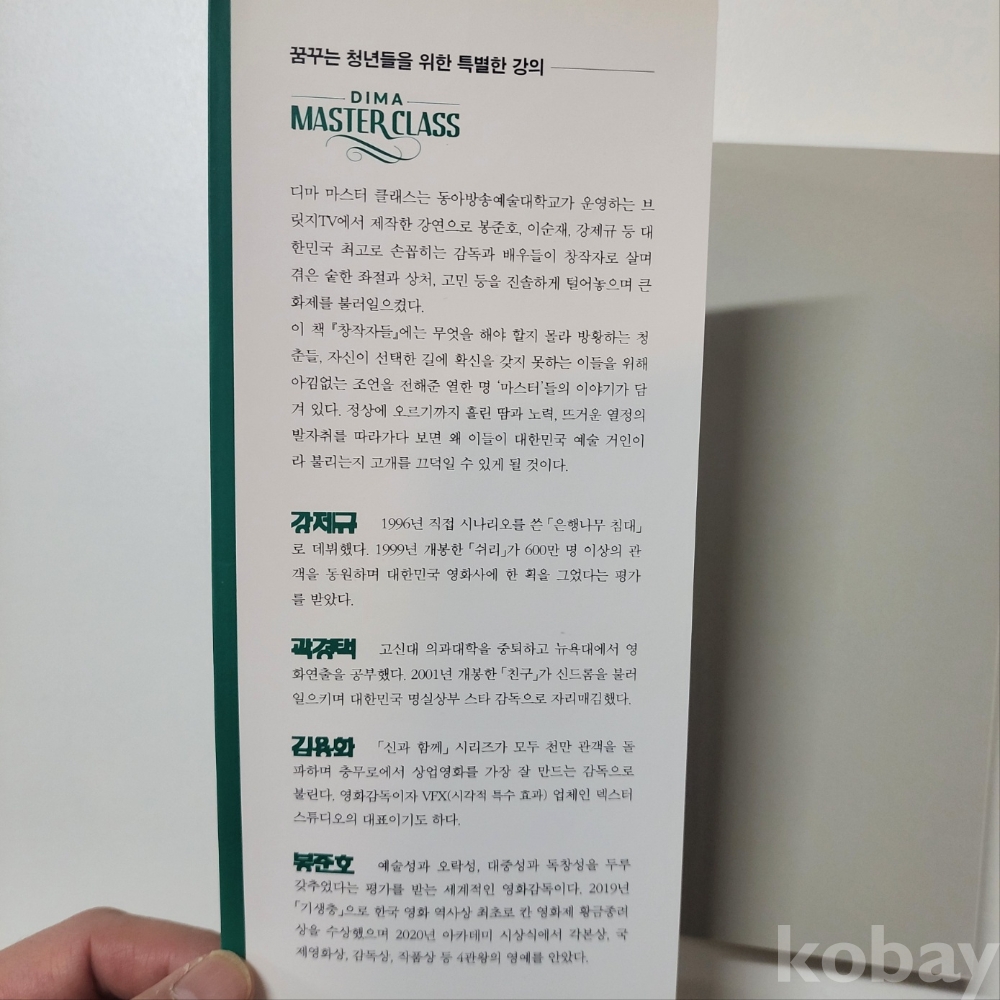 꿈꾸는 청년들을 위한 특별한 강의
DIMA
MASTER CLASS
디마 마스터 클래스는 동아방송예술대학교가 운영하는 브
릿지TV에서 제작한 강연으로 봉준호, 이순재, 강제규 등 대
한민국 최고로 손꼽히는 감독과 배우들이 창작자로 살며
겪은 숱한 좌절과 상처, 고민 등을 진솔하게 털어놓으며 큰
화제를 불러일으켰다.
이 책 『창작자들』에는 무엇을 해야 할지 몰라 방황하는 청
춘들, 자신이 선택한 길에 확신을 갖지 못하는 이들을 위해
아낌없는 조언을 전해준 열한 명 ‘마스터’들의 이야기가 담
겨 있다. 정상에 오르기까지 흘린 땀과 노력, 뜨거운 열정의
발자취를 따라가다 보면 왜 이들이 대한민국 예술 거인이
라 불리는지 고개를 끄덕일 수 있게 될 것이다.
강제규 1996년 직접 시나리오를 쓴 「은행나무 침대」
로 데뷔했다. 1999년 개봉한 「쉬리」가 600만 명 이상의 관
객을 동원하며 대한민국 영화사에 한 획을 그었다는 평가
를 받았다.
곽경택 고신대 의과대학을 중퇴하고 뉴욕대에서 영
화연출을 공부했다. 2001년 개봉한 「친구」가 신드롬을 불러
일으키며 대한민국 명실상부 스타 감독으로 자리매김했다.
김용화 「신과 함께」 시리즈가 모두 천만 관객을 돌
파하며 충무로에서 상업영화를 가장 잘 만드는 감독으로
불린다. 영화감독이자 VFX(시각적 특수 효과) 업체인 덱스터
스튜디오의 대표이기도 하다.
봉준호 예술성과 오락성, 대중성과 독창성을 두루
갖추었다는 평가를 받는 세계적인 영화감독이다. 2019년
「기생충」으로 한국 영화 역사상 최초로 칸 영화제 황금종려
상을 수상했으며 2020년 아카데미 시상식에서 각본상, 국
제영화상, 감독상, 작품상 등 4관왕의 영예를 안았다.
kobay